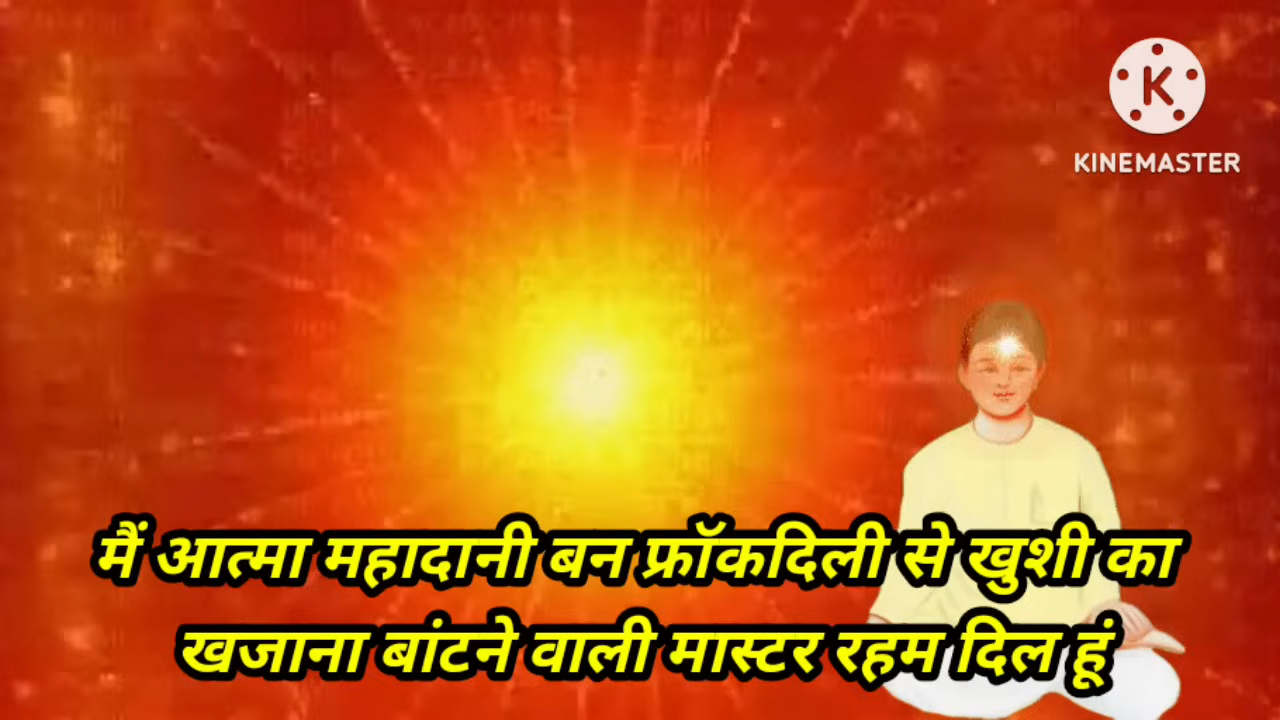 K
KINEMASTER
मैं आत्मा महादानी बन फ्रॉकदिली से खुशी का
खजाना बांटने वाली मास्टर रहम दिल हूं